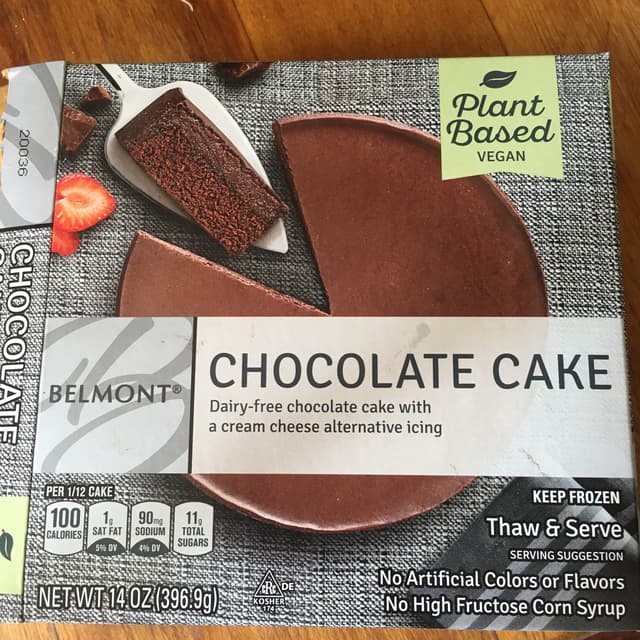 20036
CHOCOLATE
Plant
Based
VEGAN
BELMONT®
CHOCOLATE CAKE
Dairy-free chocolate cake with
a cream cheese alternative icing
PER 1/12 CAKE
100
CALORIES
1g
SAT FAT
5% DV
90mg
SODIUM
4% DV
11g
TOTAL
SUGARS
NET WT 14 OZ (396.9g)
DE
KOSHER
KEEP FROZEN
Thaw & Serve
SERVING SUGGESTION
No Artificial Colors or Flavors
No High Fructose Corn Syrup